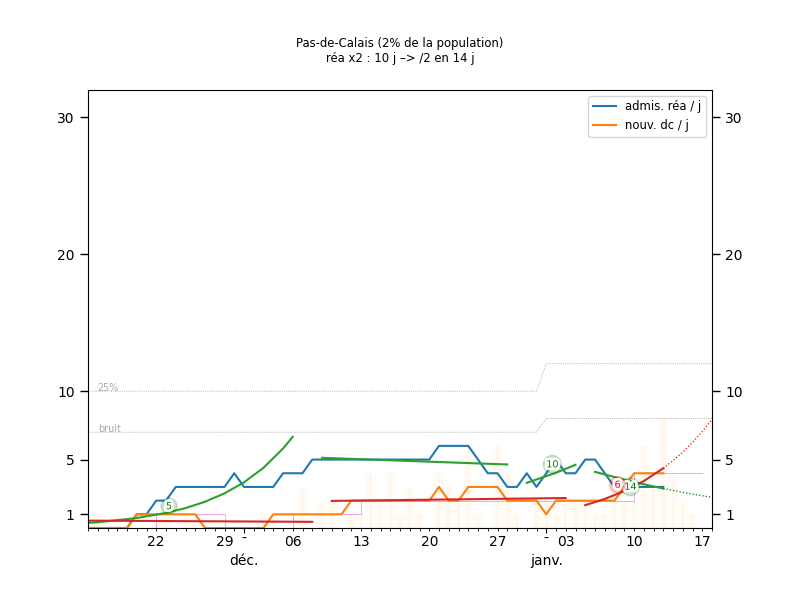 Pas-de-Calais (2% de la population)
réa x2 : 10 j –> /2 en 14 j
admis. réa / j
nouv. dc / j
30 30
20 20
10 10
25%
bruit
5 5
10
5
6 14
1 1
22 29 - 06 13 20 27 - 03 10 17
déc. janv.